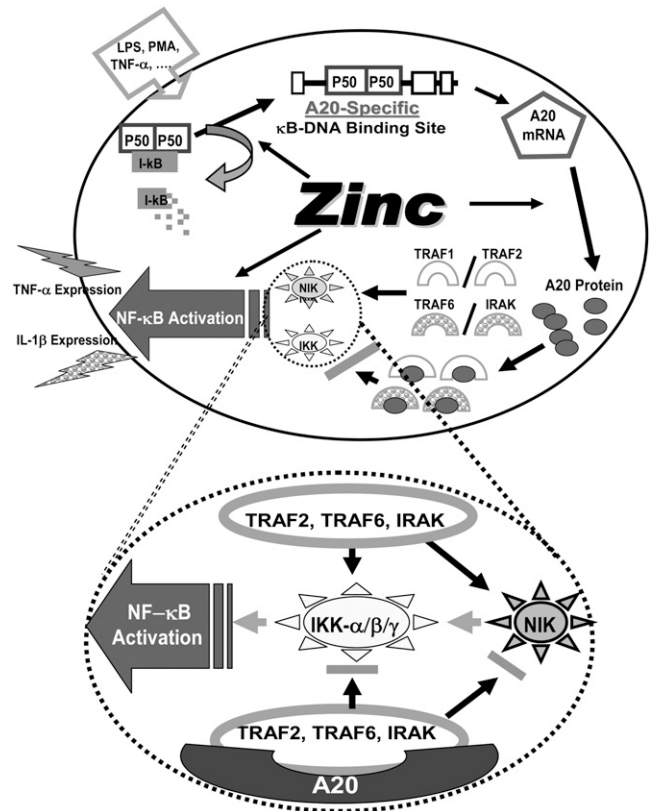 LPS, PMA,
TNF-α, ....
P50 P50
I-kB
I-kB
P50 P50
A20-Specific
κB-DNA Binding Site
A20
mRNA
Zinc
TRAF1 / TRAF2
TRAF6 / IRAK
A20 Protein
NIK
IKK
TNF-α Expression
NF-κB Activation
IL-1β Expression
TRAF2, TRAF6, IRAK
NF–κB
Activation
IKK-α/β/γ
NIK
TRAF2, TRAF6, IRAK
A20